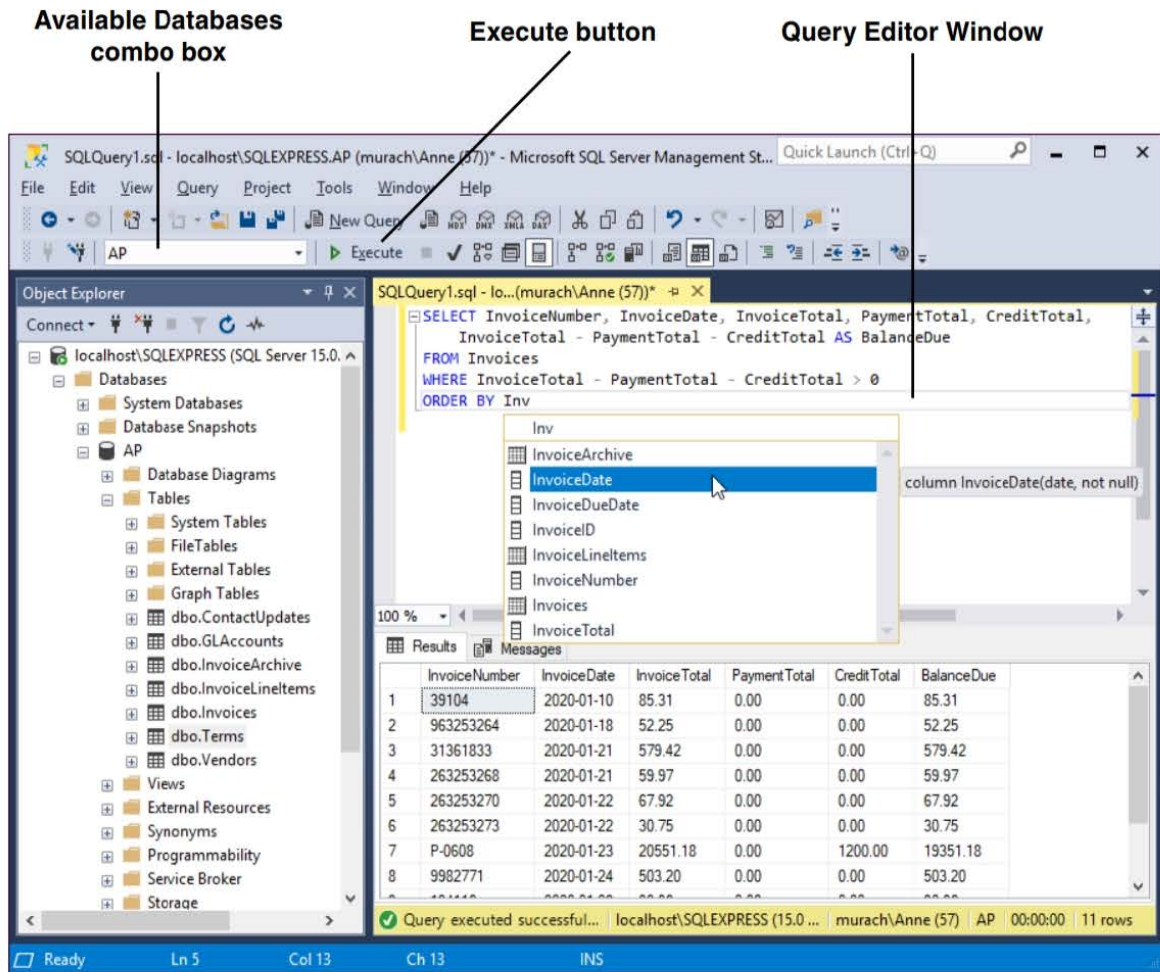 Available Databases
combo box
Execute button
Query Editor Window
SQLQuery1.sql - localhost\SQLEXPRESS.AP (murach\Anne (57))* - Microsoft SQL Server Management St...
Quick Launch (Ctrl+Q)
File Edit View Query Project Tools Window Help
New Query MDX DMX XMLA DAX
AP Execute
Object Explorer
SQLQuery1.sql - lo...(murach\Anne (57))*
Connect
localhost\SQLEXPRESS (SQL Server 15.0.
Databases
System Databases
Database Snapshots
AP
Database Diagrams
Tables
System Tables
FileTables
External Tables
Graph Tables
dbo.ContactUpdates
dbo.GLAccounts
dbo.InvoiceArchive
dbo.InvoiceLineItems
dbo.Invoices
dbo.Terms
dbo.Vendors
Views
External Resources
Synonyms
Programmability
Service Broker
Storage
SELECT InvoiceNumber, InvoiceDate, InvoiceTotal, PaymentTotal, CreditTotal,
InvoiceTotal - PaymentTotal - CreditTotal AS BalanceDue
FROM Invoices
WHERE InvoiceTotal - PaymentTotal - CreditTotal > 0
ORDER BY Inv
Inv
InvoiceArchive
InvoiceDate
column InvoiceDate(date, not null)
InvoiceDueDate
InvoiceID
InvoiceLineItems
InvoiceNumber
Invoices
InvoiceTotal
100 %
Results Messages
InvoiceNumber InvoiceDate InvoiceTotal PaymentTotal CreditTotal BalanceDue
1 39104 2020-01-10 85.31 0.00 0.00 85.31
2 963253264 2020-01-18 52.25 0.00 0.00 52.25
3 31361833 2020-01-21 579.42 0.00 0.00 579.42
4 263253268 2020-01-21 59.97 0.00 0.00 59.97
5 263253270 2020-01-22 67.92 0.00 0.00 67.92
6 263253273 2020-01-22 30.75 0.00 0.00 30.75
7 P-0608 2020-01-23 20551.18 0.00 1200.00 19351.18
8 9982771 2020-01-24 503.20 0.00 0.00 503.20
Query executed successful... localhost\SQLEXPRESS (15.0 ... murach\Anne (57) AP 00:00:00 11 rows
Ready Ln 5 Col 13 Ch 13 INS